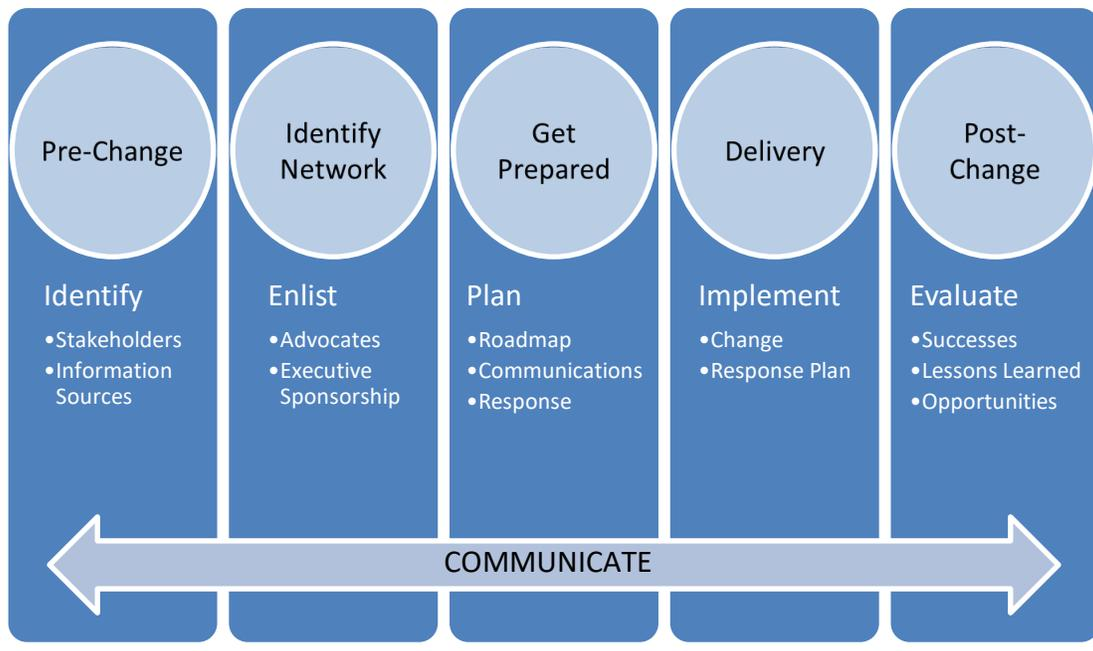 Pre-Change
Identify
Network
Get
Prepared
Delivery
Post-
Change
Identify
•Stakeholders
•Information
Sources
Enlist
•Advocates
•Executive
Sponsorship
Plan
•Roadmap
•Communications
•Response
Implement
•Change
•Response Plan
Evaluate
•Successes
•Lessons Learned
•Opportunities
COMMUNICATE